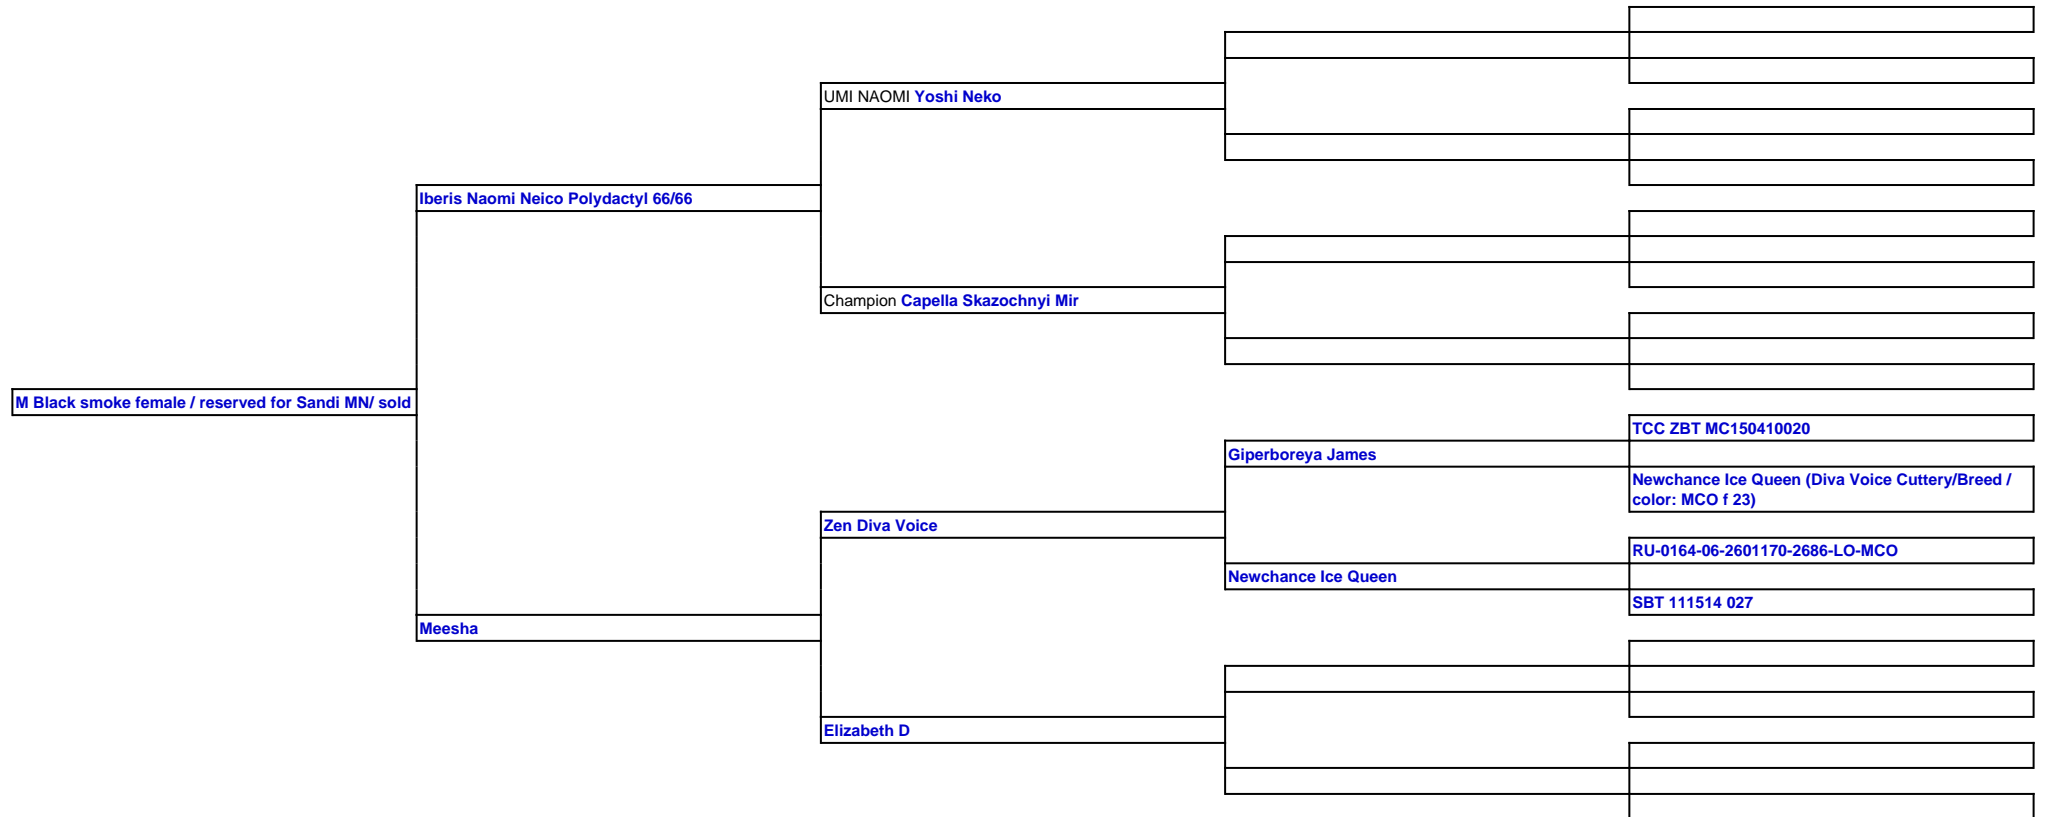 UMI NAOMI Yoshi Neko
Iberis Naomi Neico Polydactyl 66/66
Champion Capella Skazochnyi Mir
M Black smoke female / reserved for Sandi MN/ sold
TCC ZBT MC150410020
Giperboreya James
Newchance Ice Queen (Diva Voice Cuttery/Breed /
color: MCO f 23)
Zen Diva Voice
RU-0164-06-2601170-2686-LO-MCO
Newchance Ice Queen
SBT 111514 027
Meesha
Elizabeth D